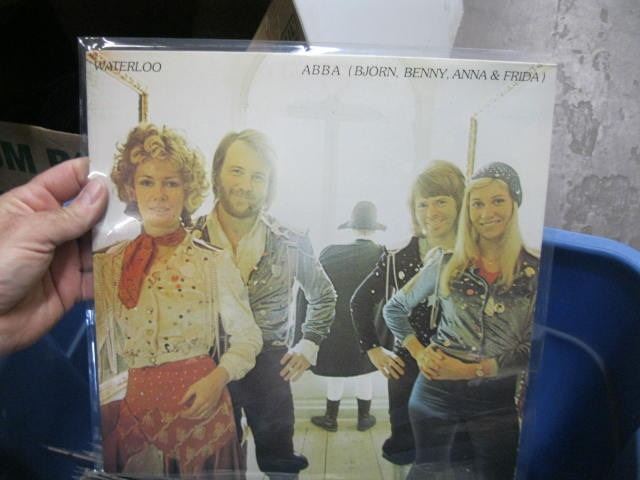 WATERLOO
ABBA (BJORN, BENNY, ANNA & FRIDA)